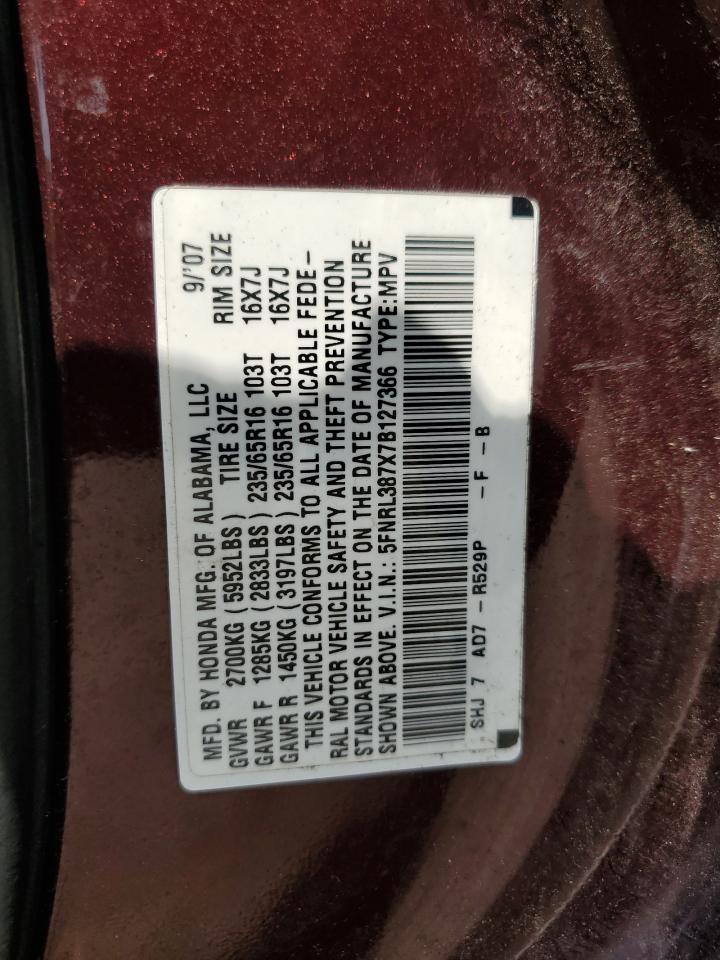 MFD. BY HONDA MFG. OF ALABAMA, LLC 9/'07
GVWR 2700KG (5952LBS) TIRE SIZE RIM SIZE
GAWR F 1285KG (2833LBS) 235/65R16 103T 16X7J
GAWR R 1450KG (3197LBS) 235/65R16 103T 16X7J
THIS VEHICLE CONFORMS TO ALL APPLICABLE FEDE-
RAL MOTOR VEHICLE SAFETY AND THEFT PREVENTION
STANDARDS IN EFFECT ON THE DATE OF MANUFACTURE
SHOWN ABOVE. V.I.N.: 5FNRL387X7B127366 TYPE:MPV
SHJ 7 AD7 - R529P - F - B